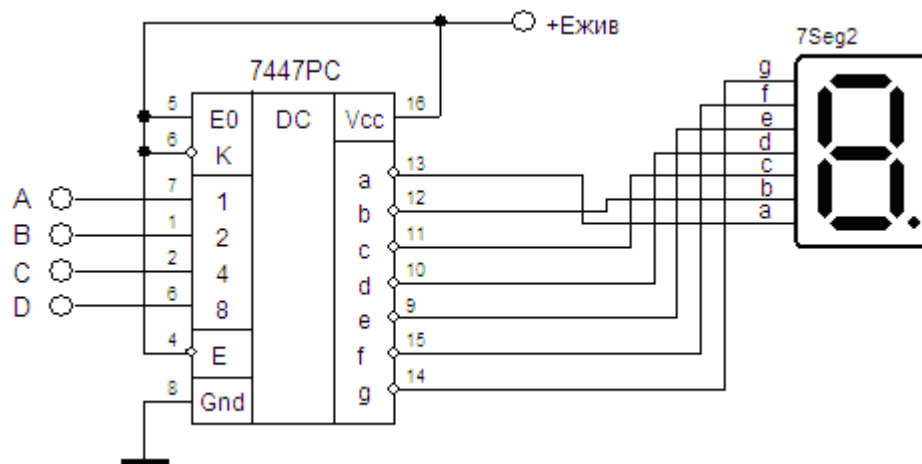 +Eжив
7Seg2
7447PC
g
f
e
d
c
b
a
5 E0 DC Vcc 16
6 K
a 13
A 7 1
b 12
B 1 2
c 11
C 2 4
d 10
D 6 8
e 9
4 E
f 15
8 Gnd
g 14